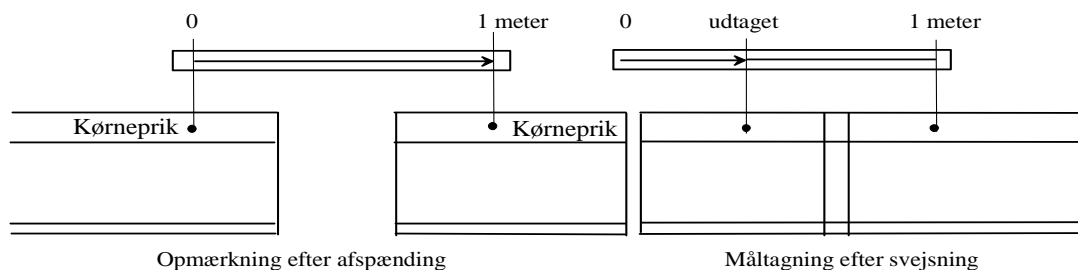 0 1 meter 0 udtaget 1 meter
Kørneprik Kørneprik
Opmærkning efter afspænding Måltagning efter svejsning